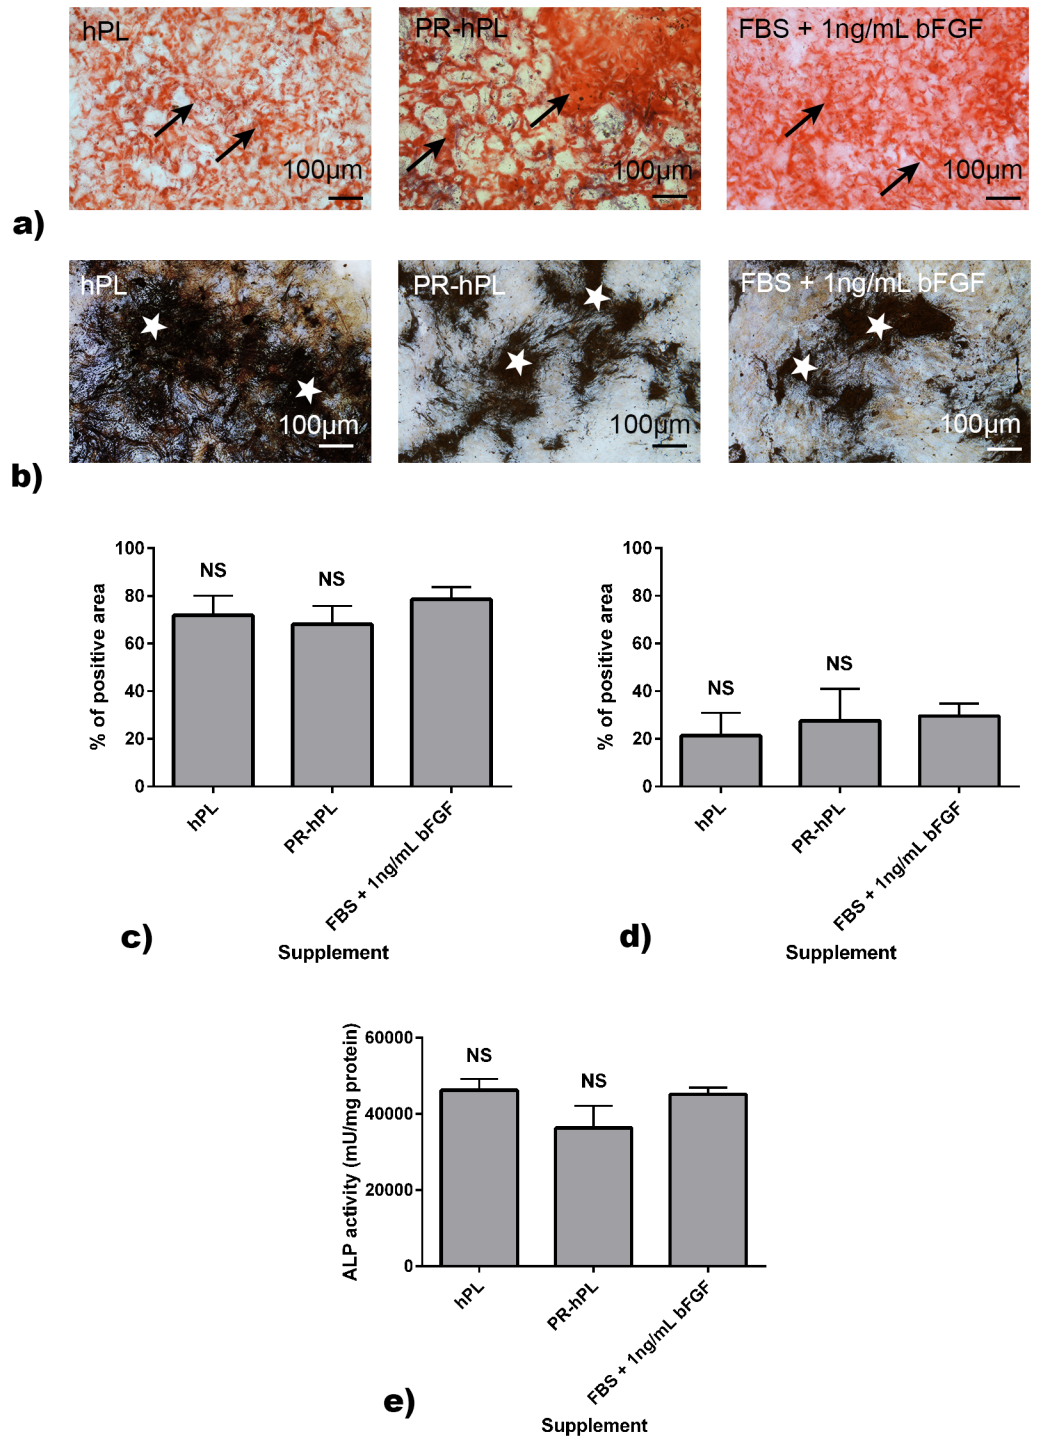 hPL
PR-hPL
FBS + 1ng/mL bFGF
100µm
100µm
100µm
a)
hPL
PR-hPL
FBS + 1ng/mL bFGF
100µm
100µm
100µm
b)
% of positive area
100
80
60
40
20
0
NS
NS
hPL
PR-hPL
FBS + 1ng/mL bFGF
Supplement
c)
% of positive area
100
80
60
40
20
0
NS
NS
hPL
PR-hPL
FBS + 1ng/mL bFGF
Supplement
d)
ALP activity (mU/mg protein)
60000
40000
20000
0
NS
NS
hPL
PR-hPL
FBS + 1ng/mL bFGF
Supplement
e)